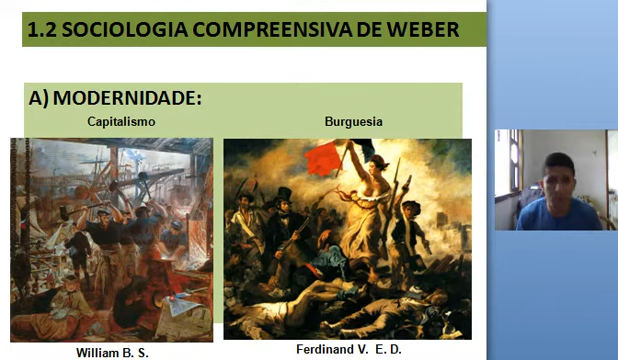 1.2 SOCIOLOGIA COMPREENSIVA DE WEBER
A) MODERNIDADE:
Capitalismo
Burguesia
William B. S.
Ferdinand V. E. D.